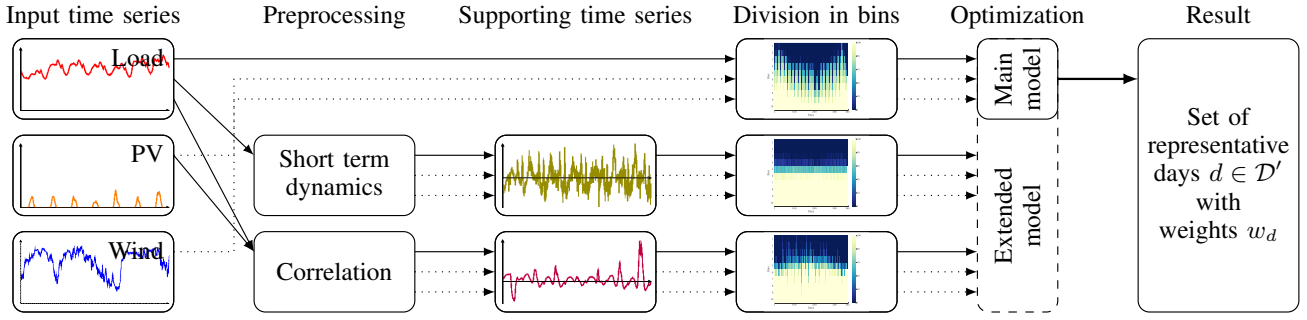 Input time series
Preprocessing
Supporting time series
Division in bins
Optimization
Result
Load
PV
Wind
Short term
dynamics
Correlation
Main
model
Extended
model
Set of
representative
days d ∈ D′
with
weights w_d